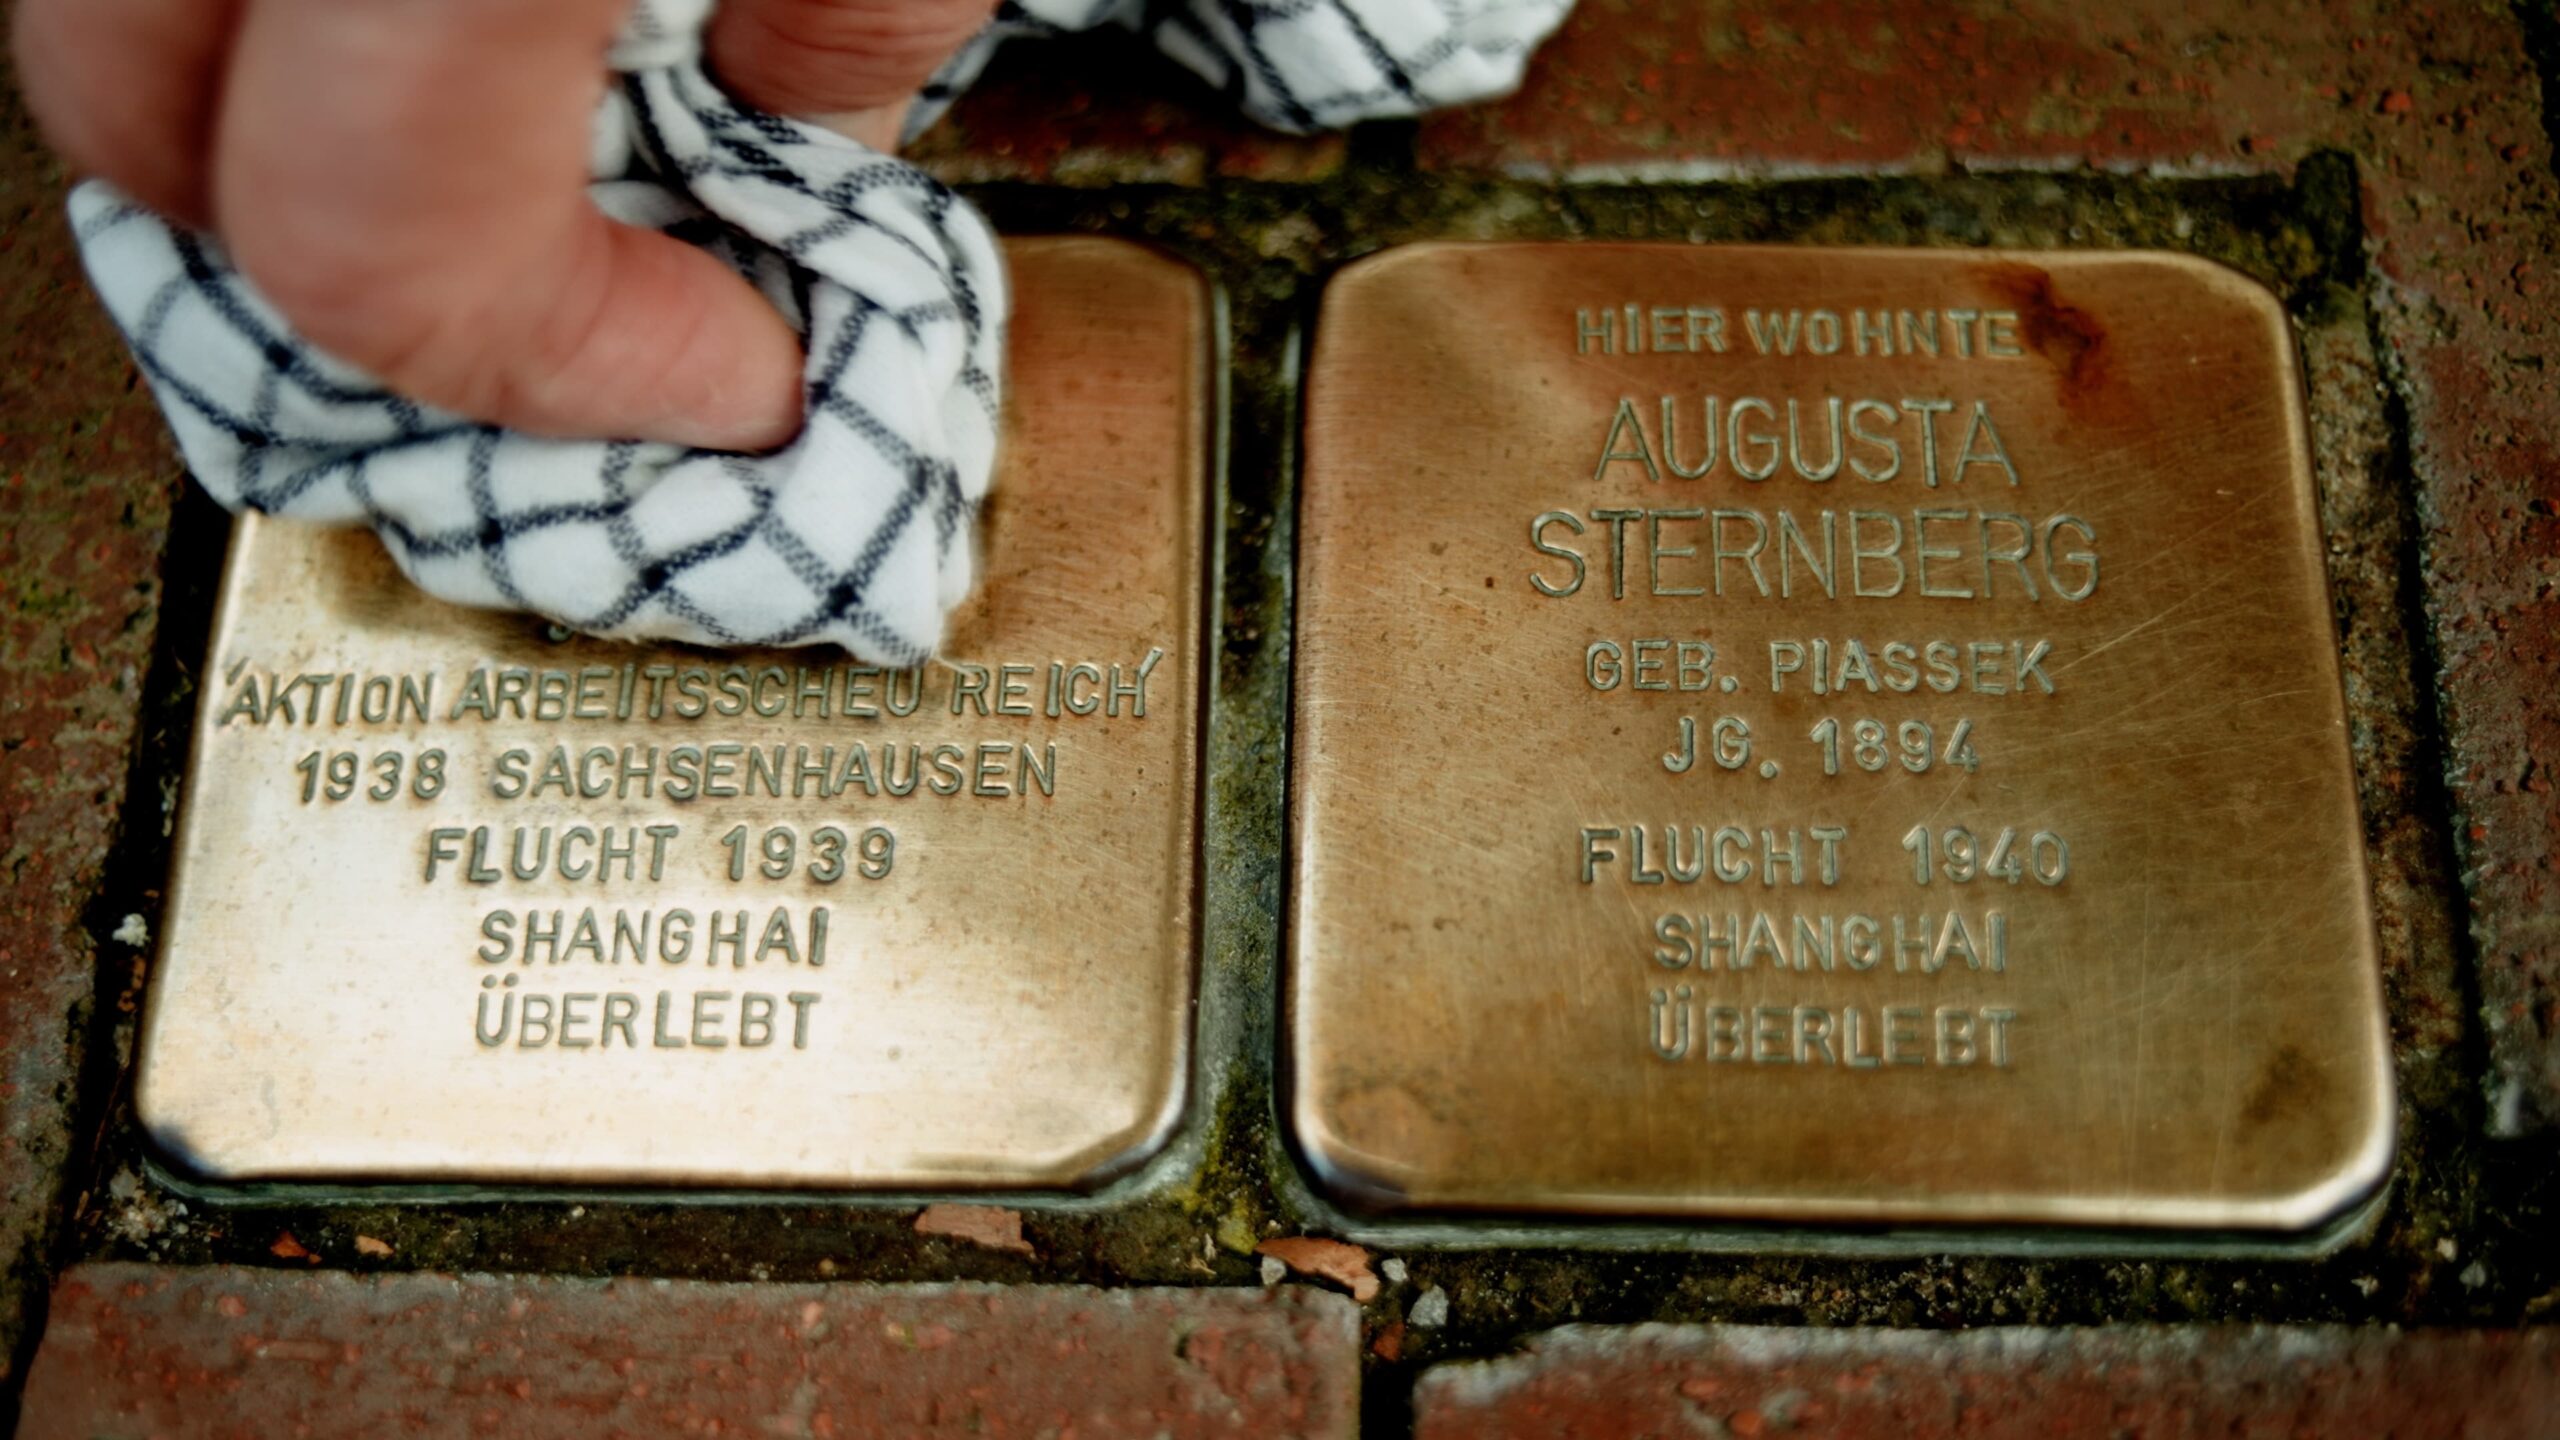 'AKTION ARBEITSSCHEU REICH'
1938 SACHSENHAUSEN
FLUCHT 1939
SHANGHAI
ÜBERLEBT
HIER WOHNTE
AUGUSTA
STERNBERG
GEB. PIASSEK
JG. 1894
FLUCHT 1940
SHANGHAI
ÜBERLEBT